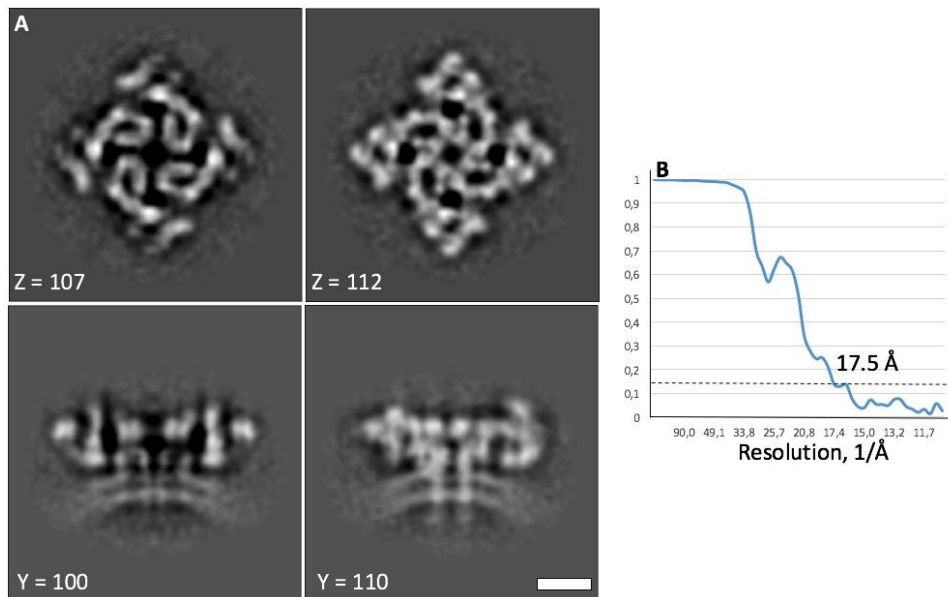 A
Z = 107
Z = 112
Y = 100
Y = 110
B
1
0,9
0,8
0,7
0,6
0,5
0,4
0,3
0,2
0,1
0
17.5 Å
90,0 49,1 33,8 25,7 20,8 17,4 15,0 13,2 11,7
Resolution, 1/Å